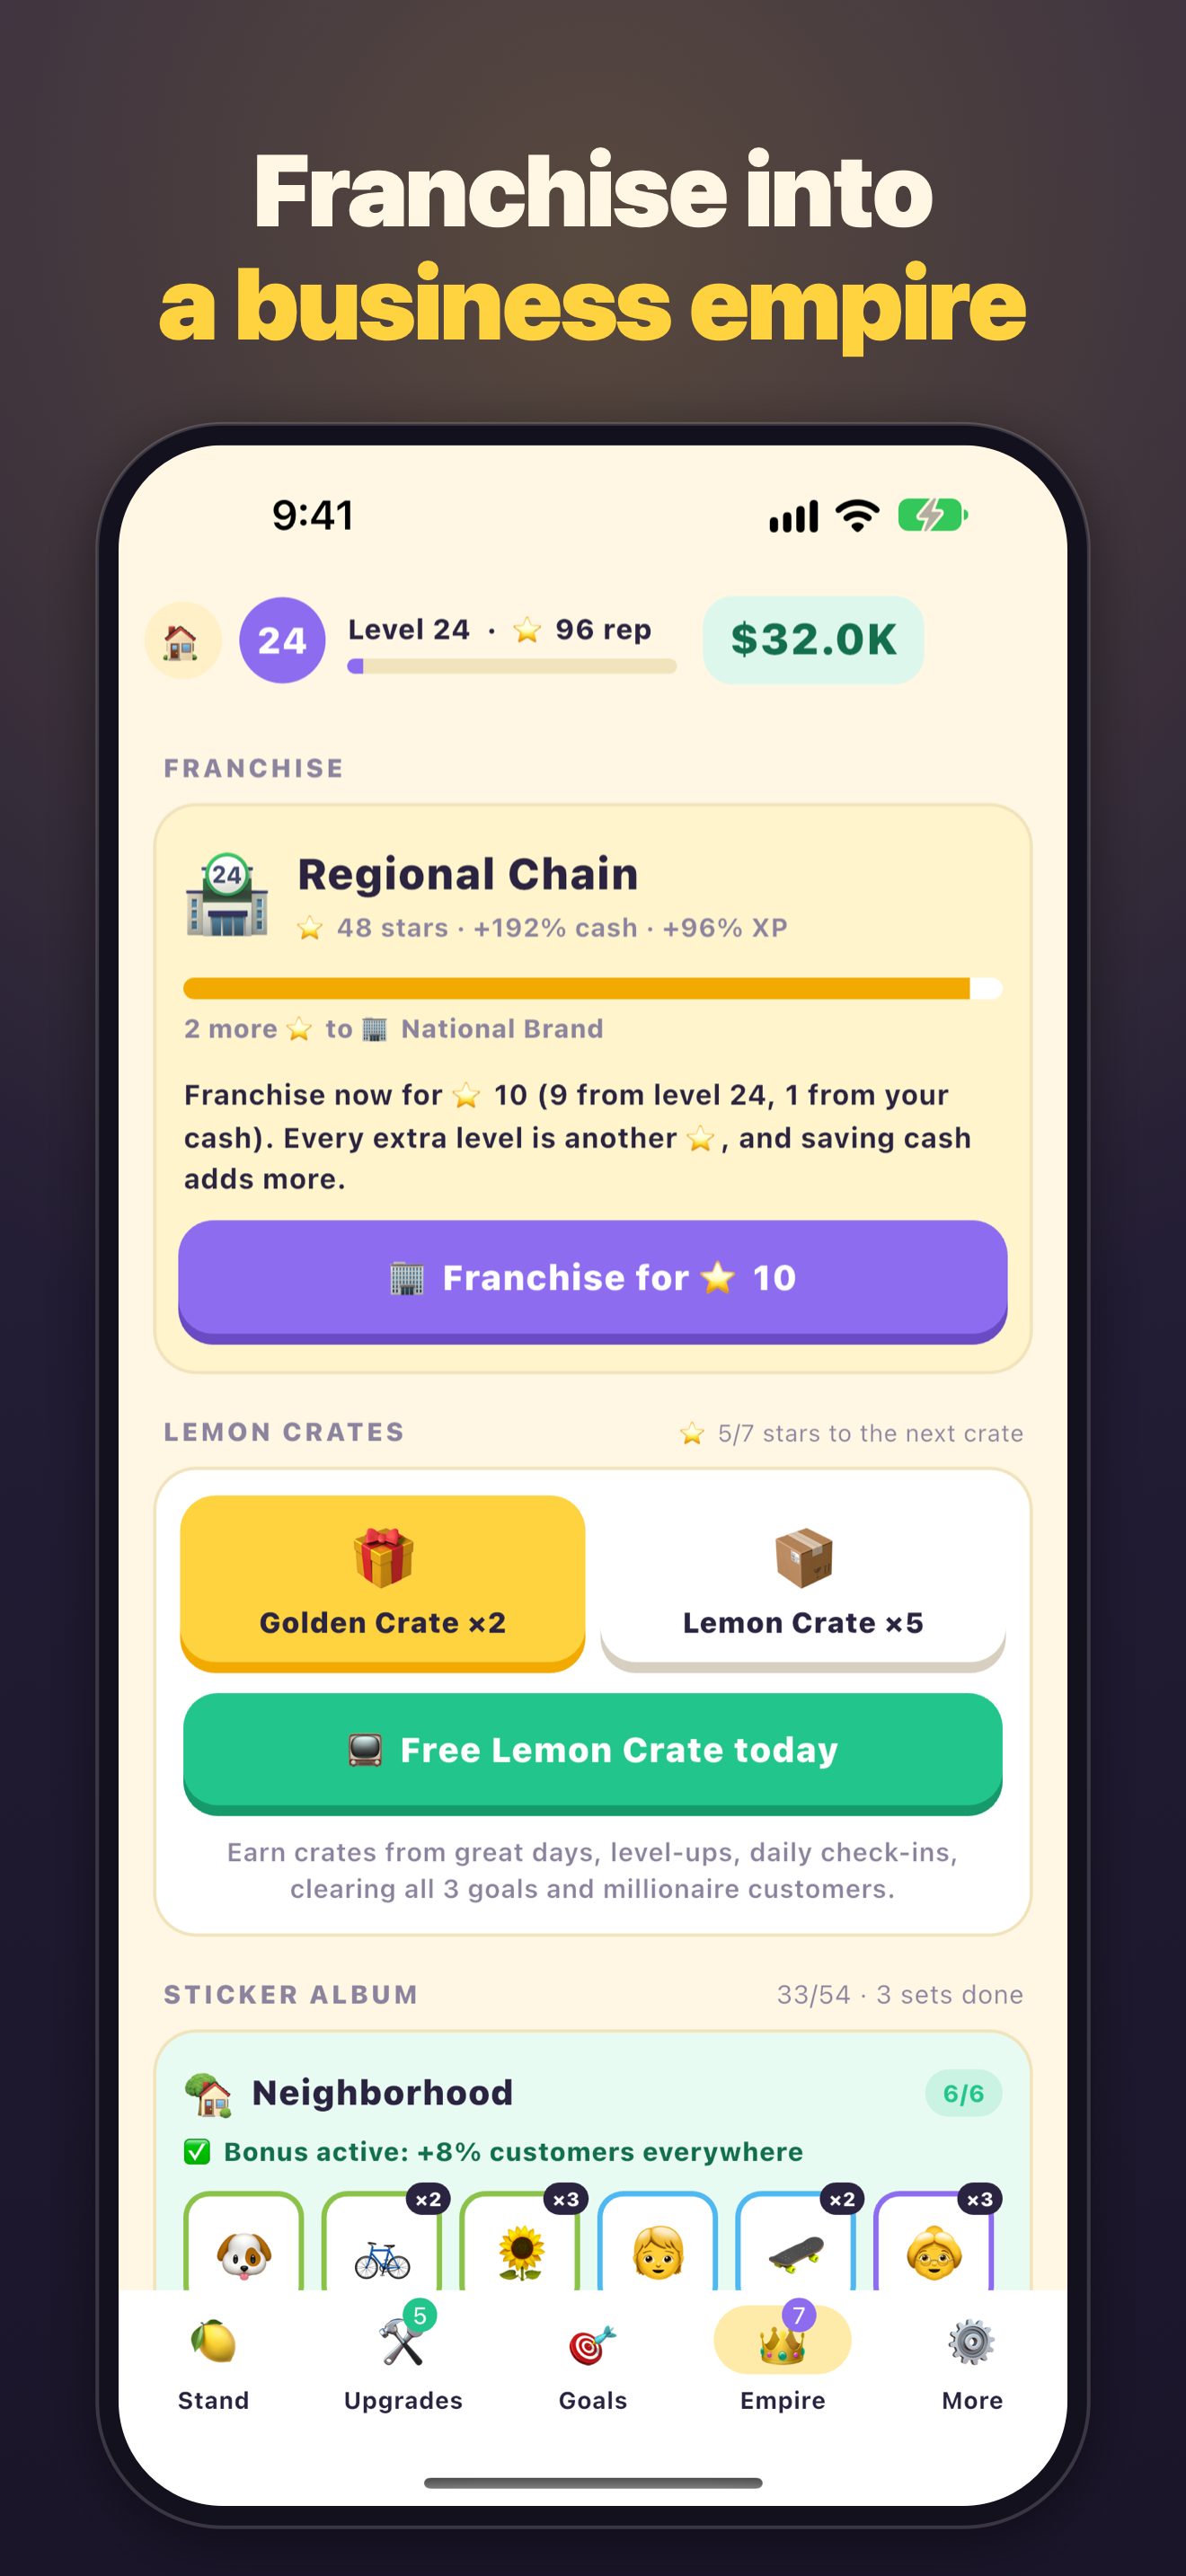 Franchise into
a business empire
9:41
24
Level 24 · ⭐ 96 rep
$32.0K
FRANCHISE
24
Regional Chain
⭐ 48 stars · +192% cash · +96% XP
2 more ⭐ to 🏢 National Brand
Franchise now for ⭐ 10 (9 from level 24, 1 from your
cash). Every extra level is another ⭐, and saving cash
adds more.
🏢 Franchise for ⭐ 10
LEMON CRATES
⭐ 5/7 stars to the next crate
Golden Crate ×2
Lemon Crate ×5
Free Lemon Crate today
Earn crates from great days, level-ups, daily check-ins,
clearing all 3 goals and millionaire customers.
STICKER ALBUM
33/54 · 3 sets done
Neighborhood
6/6
✅ Bonus active: +8% customers everywhere
×2
×3
×2
×3
5
7
Stand
Upgrades
Goals
Empire
More